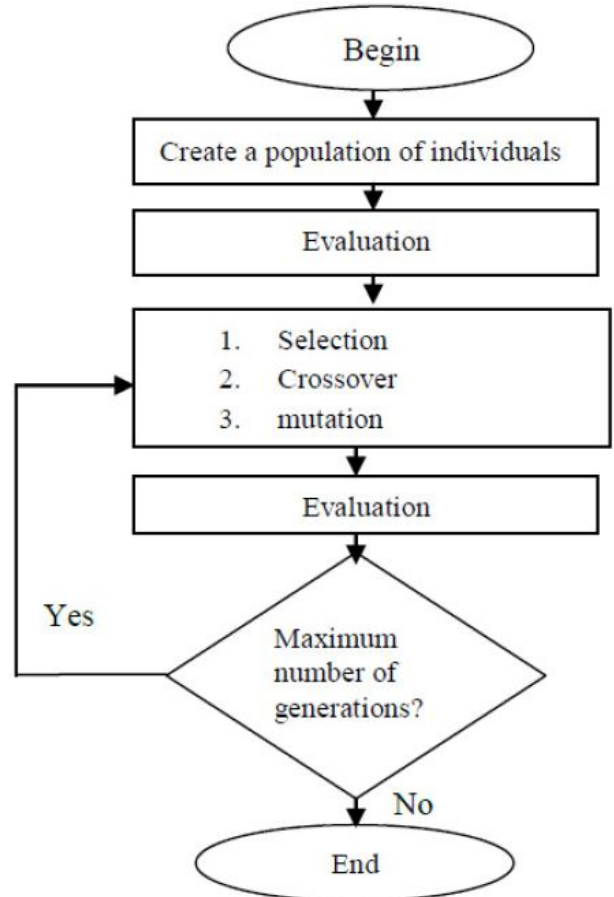 Begin
Create a population of individuals
Evaluation
1. Selection
2. Crossover
3. mutation
Evaluation
Yes
Maximum
number of
generations?
No
End